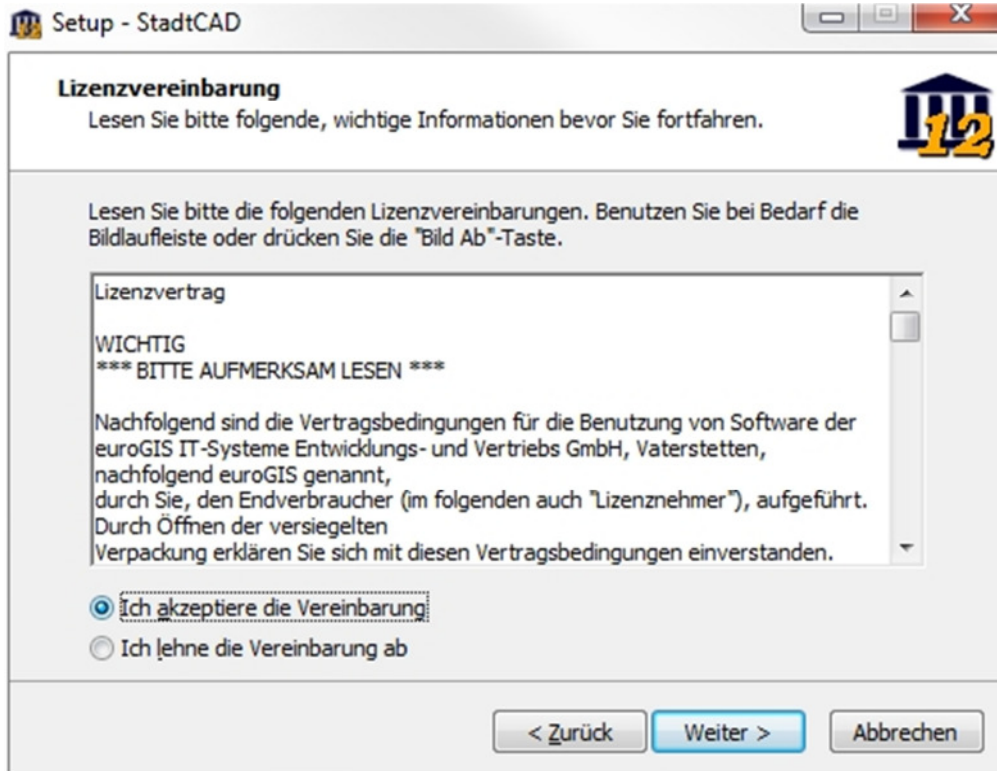 Setup - StadtCAD
Lizenzvereinbarung
Lesen Sie bitte folgende, wichtige Informationen bevor Sie fortfahren.
12
Lesen Sie bitte die folgenden Lizenzvereinbarungen. Benutzen Sie bei Bedarf die
Bildlaufleiste oder drücken Sie die "Bild Ab"-Taste.
Lizenzvertrag
WICHTIG
*** BITTE AUFMERKSAM LESEN ***
Nachfolgend sind die Vertragsbedingungen für die Benutzung von Software der
euroGIS IT-Systeme Entwicklungs- und Vertriebs GmbH, Vaterstetten,
nachfolgend euroGIS genannt,
durch Sie, den Endverbraucher (im folgenden auch "Lizenznehmer"), aufgeführt.
Durch Öffnen der versiegelten
Verpackung erklären Sie sich mit diesen Vertragsbedingungen einverstanden.
Ich akzeptiere die Vereinbarung
Ich lehne die Vereinbarung ab
< Zurück
Weiter >
Abbrechen